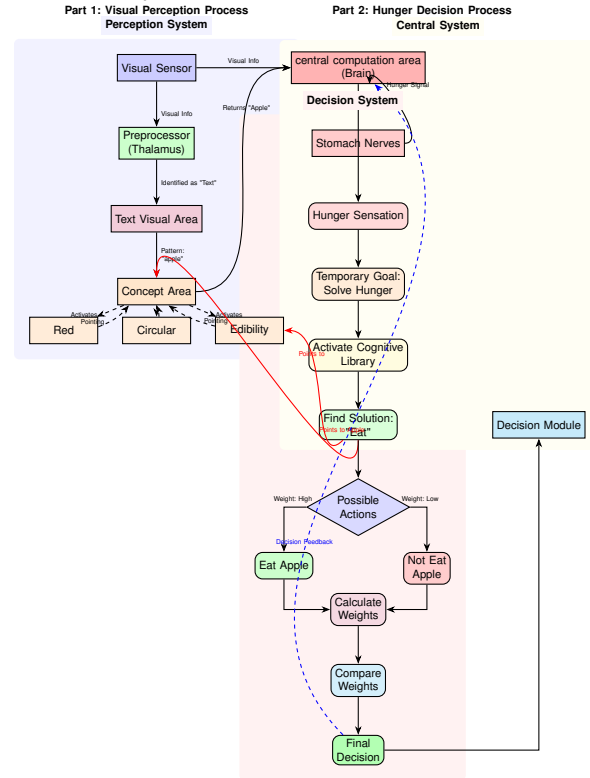 Part 1: Visual Perception Process
Perception System
Part 2: Hunger Decision Process
Central System
Visual Sensor
Visual Info
central computation area
(Brain)
Hunger Signal
Decision System
Returns "Apple"
Visual Info
Preprocessor
(Thalamus)
Stomach Nerves
Identified as "Text"
Text Visual Area
Hunger Sensation
Pattern:
"apple"
Concept Area
Temporary Goal:
Solve Hunger
Activates
Pointing
Activates
Pointing
Red
Circular
Edibility
Activate Cognitive
Library
Points to
Find Solution:
"Eat"
Points to
Decision Module
Possible
Actions
Weight: High
Weight: Low
Decision Feedback
Eat Apple
Not Eat
Apple
Calculate
Weights
Compare
Weights
Final
Decision